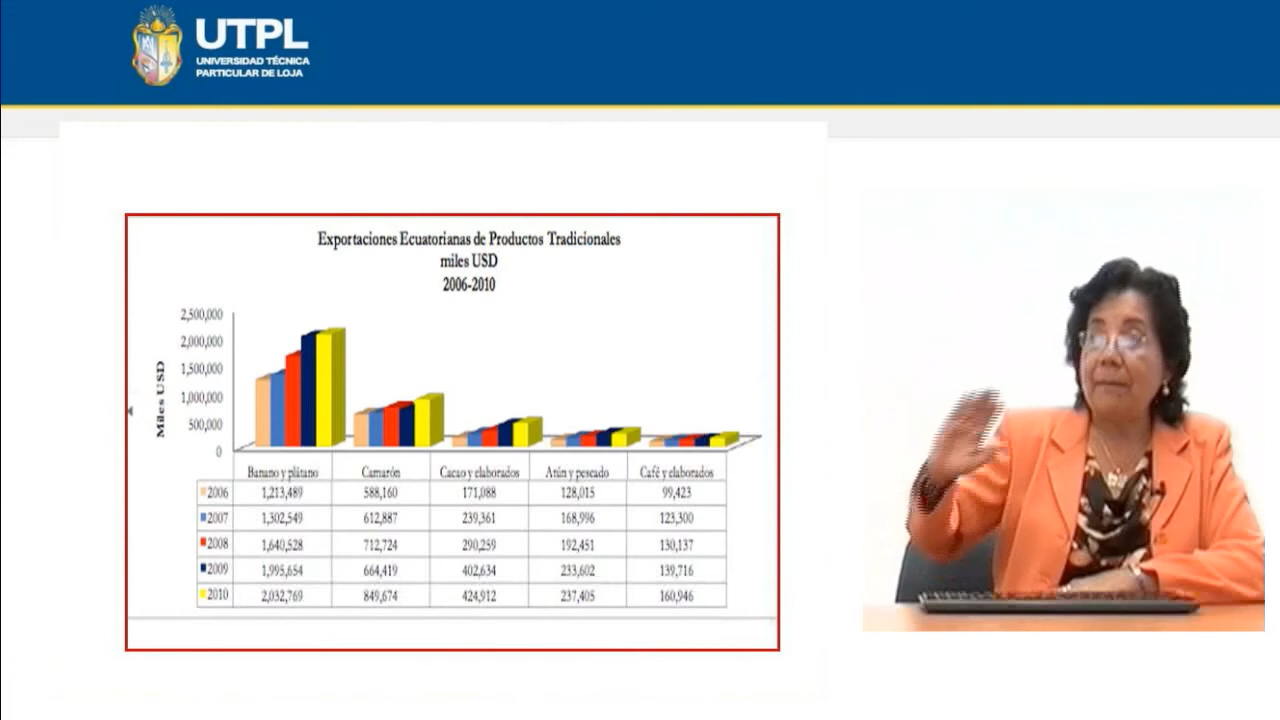 UTPL
UNIVERSIDAD TÉCNICA
PARTICULAR DE LOJA
Exportaciones Ecuatorianas de Productos Tradicionales
miles USD
2006-2010
Miles USD
2,500,000
2,000,000
1,500,000
1,000,000
500,000
0
Banano y plátano Camarón Cacao y elaborados Atún y pescado Café y elaborados
2006 1,213,489 588,160 171,088 128,015 99,423
2007 1,302,549 612,887 239,361 168,996 123,300
2008 1,640,528 712,724 290,259 192,451 130,137
2009 1,995,654 664,419 402,634 233,602 139,716
2010 2,032,769 849,674 424,912 237,405 160,946